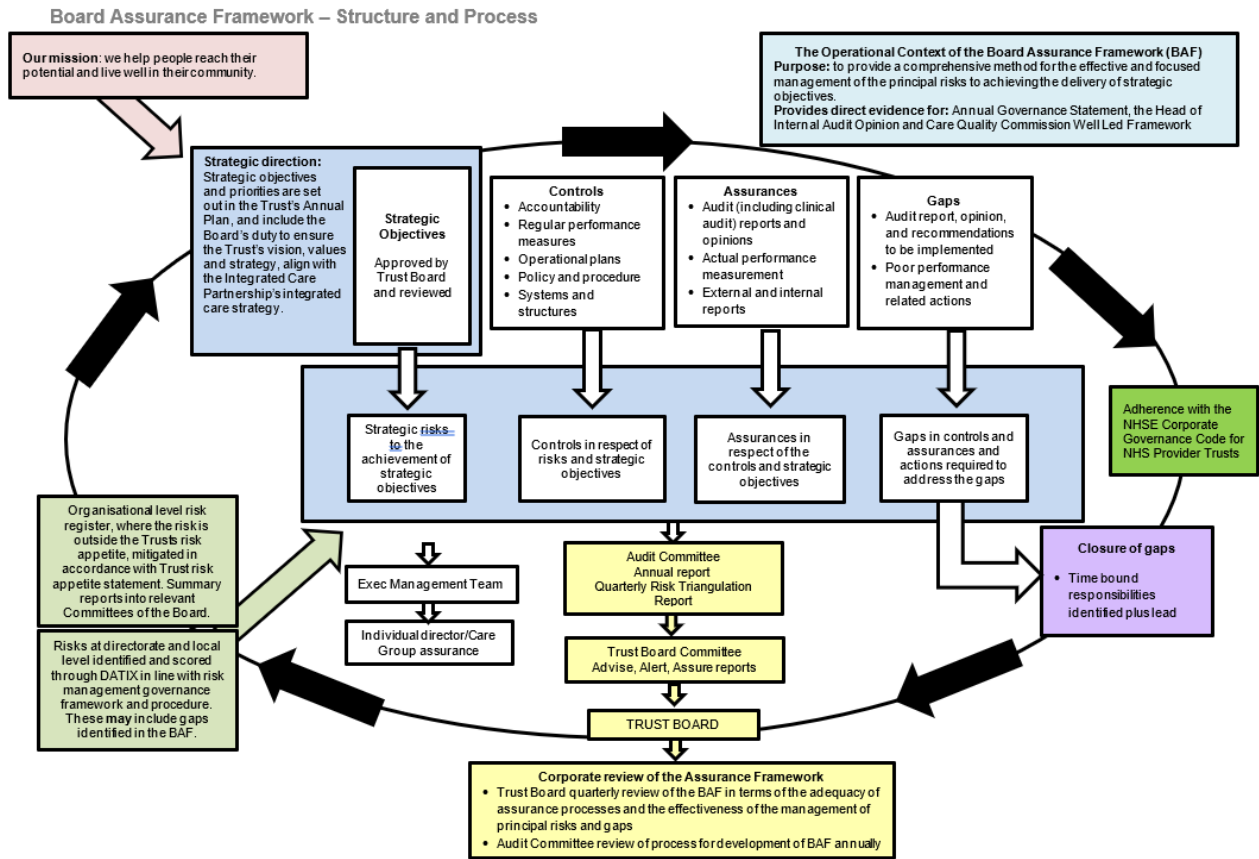 Board Assurance Framework – Structure and Process
Our mission: we help people reach their
potential and live well in their community.
The Operational Context of the Board Assurance Framework (BAF)
Purpose: to provide a comprehensive method for the effective and focused
management of the principal risks to achieving the delivery of strategic
objectives.
Provides direct evidence for: Annual Governance Statement, the Head of
Internal Audit Opinion and Care Quality Commission Well Led Framework
Strategic direction:
Strategic objectives
and priorities are set
out in the Trust's Annual
Plan, and include the
Board's duty to ensure
the Trust's vision, values
and strategy, align with
the Integrated Care
Partnership's integrated
care strategy.
Strategic
Objectives
Approved by
Trust Board
and reviewed
Controls
• Accountability
• Regular performance
measures
• Operational plans
• Policy and procedure
• Systems and
structures
Assurances
• Audit (including clinical
audit) reports and
opinions
• Actual performance
measurement
• External and internal
reports
Gaps
• Audit report, opinion,
and recommendations
to be implemented
• Poor performance
management and
related actions
Strategic risks
to the
achievement of
strategic
objectives
Controls in respect of
risks and strategic
objectives
Assurances in
respect of the
controls and strategic
objectives
Gaps in controls and
assurances and
actions required to
address the gaps
Adherence with the
NHSE Corporate
Governance Code for
NHS Provider Trusts
Organisational level risk
register, where the risk is
outside the Trusts risk
appetite, mitigated in
accordance with Trust risk
appetite statement. Summary
reports into relevant
Committees of the Board.
Risks at directorate and local
level identified and scored
through DATIX in line with risk
management governance
framework and procedure.
These may include gaps
identified in the BAF.
Exec Management Team
Individual director/Care
Group assurance
Audit Committee
Annual report
Quarterly Risk Triangulation
Report
Trust Board Committee
Advise, Alert, Assure reports
TRUST BOARD
Closure of gaps
• Time bound
responsibilities
identified plus lead
Corporate review of the Assurance Framework
• Trust Board quarterly review of the BAF in terms of the adequacy of
assurance processes and the effectiveness of the management of
principal risks and gaps
• Audit Committee review of process for development of BAF annually